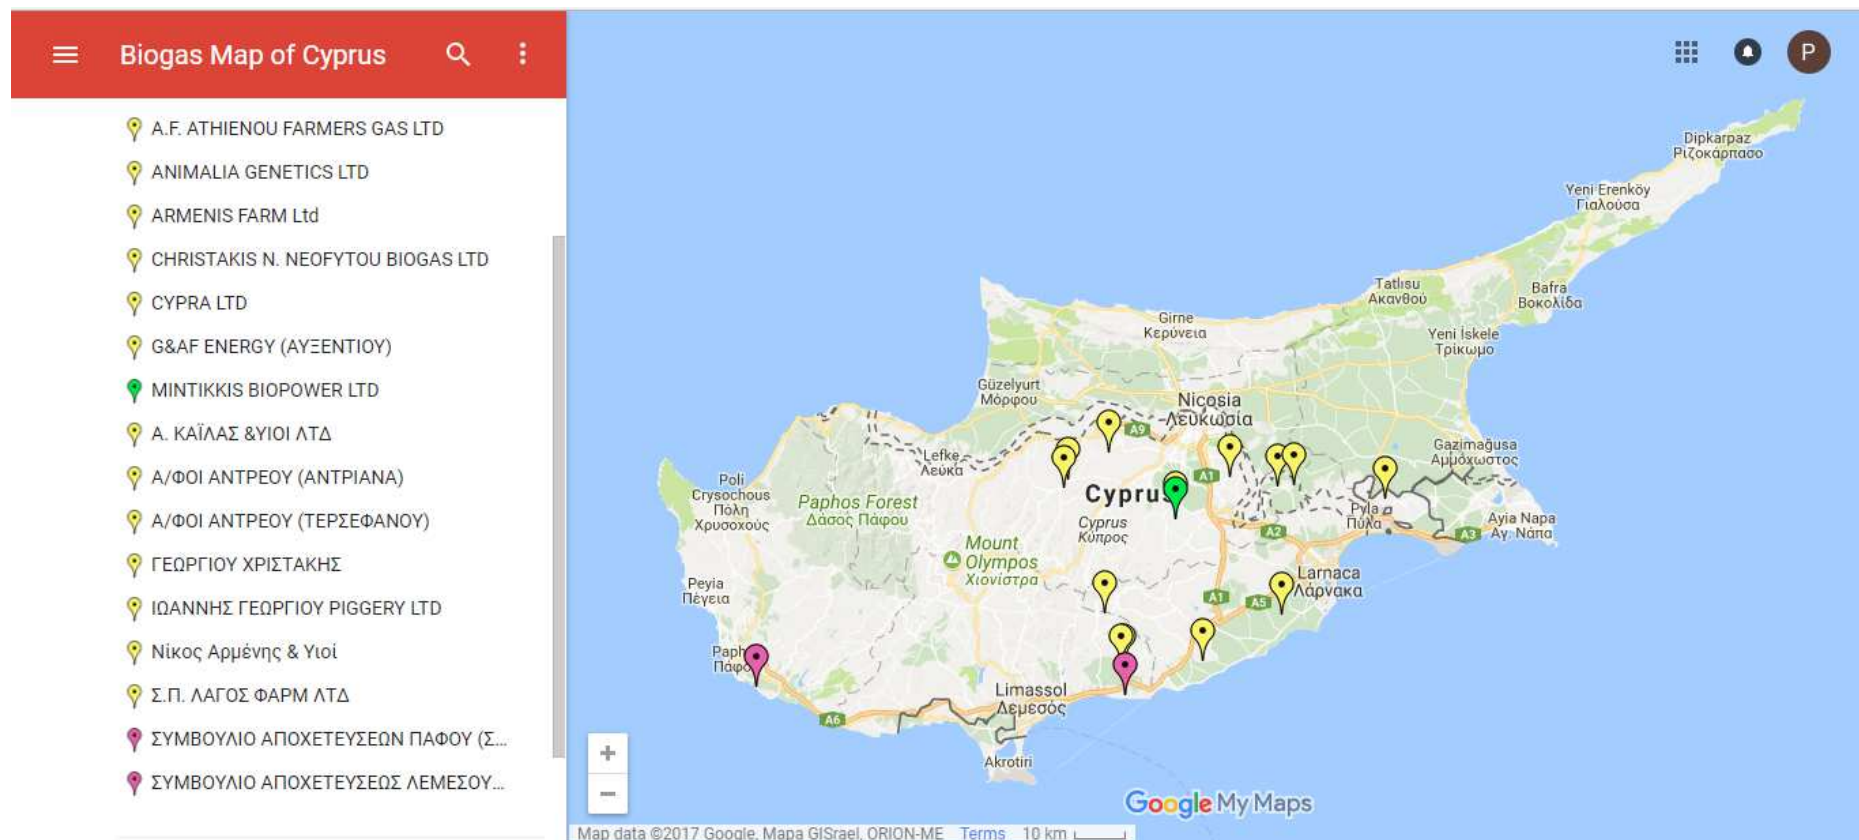 Biogas Map of Cyprus
A.F. ATHIENOU FARMERS GAS LTD
ANIMALIA GENETICS LTD
ARMENIS FARM Ltd
CHRISTAKIS N. NEOFYTOU BIOGAS LTD
CYPRA LTD
G&AF ENERGY (ΑΥΞΕΝΤΙΟΥ)
MINTIKKIS BIOPOWER LTD
Α. ΚΑΪΛΑΣ &ΥΙΟΙ ΛΤΔ
Α/ΦΟΙ ΑΝΤΡΕΟΥ (ΑΝΤΡΙΑΝΑ)
Α/ΦΟΙ ΑΝΤΡΕΟΥ (ΤΕΡΣΕΦΑΝΟΥ)
ΓΕΩΡΓΙΟΥ ΧΡΙΣΤΑΚΗΣ
ΙΩΑΝΝΗΣ ΓΕΩΡΓΙΟΥ PIGGERY LTD
Νίκος Αρμένης & Υιοί
Σ.Π. ΛΑΓΟΣ ΦΑΡΜ ΛΤΔ
ΣΥΜΒΟΥΛΙΟ ΑΠΟΧΕΤΕΥΣΕΩΝ ΠΑΦΟΥ (Σ...
ΣΥΜΒΟΥΛΙΟ ΑΠΟΧΕΤΕΥΣΕΩΣ ΛΕΜΕΣΟΥ...
P
Dipkarpaz
Ριζοκάρπασο
Yeni Erenköy
Γιαλούσα
Tatlısu
Ακανθού
Bafra
Βοκολίδα
Girne
Κερύνεια
Yeni İskele
Τρίκωμο
Güzelyurt
Μόρφου
Nicosia
Λευκωσία
A9
Gazimağusa
Αμμόχωστος
Lefke
Λεύκα
A1
Poli
Crysochous
Πόλη
Χρυσοχούς
Paphos Forest
Δάσος Πάφου
Cyprus
Cyprus
Κύπρος
Pyla
Πύλα
Ayia Napa
Αγ. Νάπα
A2
A3
Mount
Olympos
Χιονίστρα
Larnaca
Λάρνακα
Peyia
Πέγεια
A1
A5
Paph
Πάφο
Limassol
Λεμεσός
A6
Akrotiri
+
−
Google My Maps
Map data ©2017 Google, Mapa GISrael, ORION-ME Terms 10 km